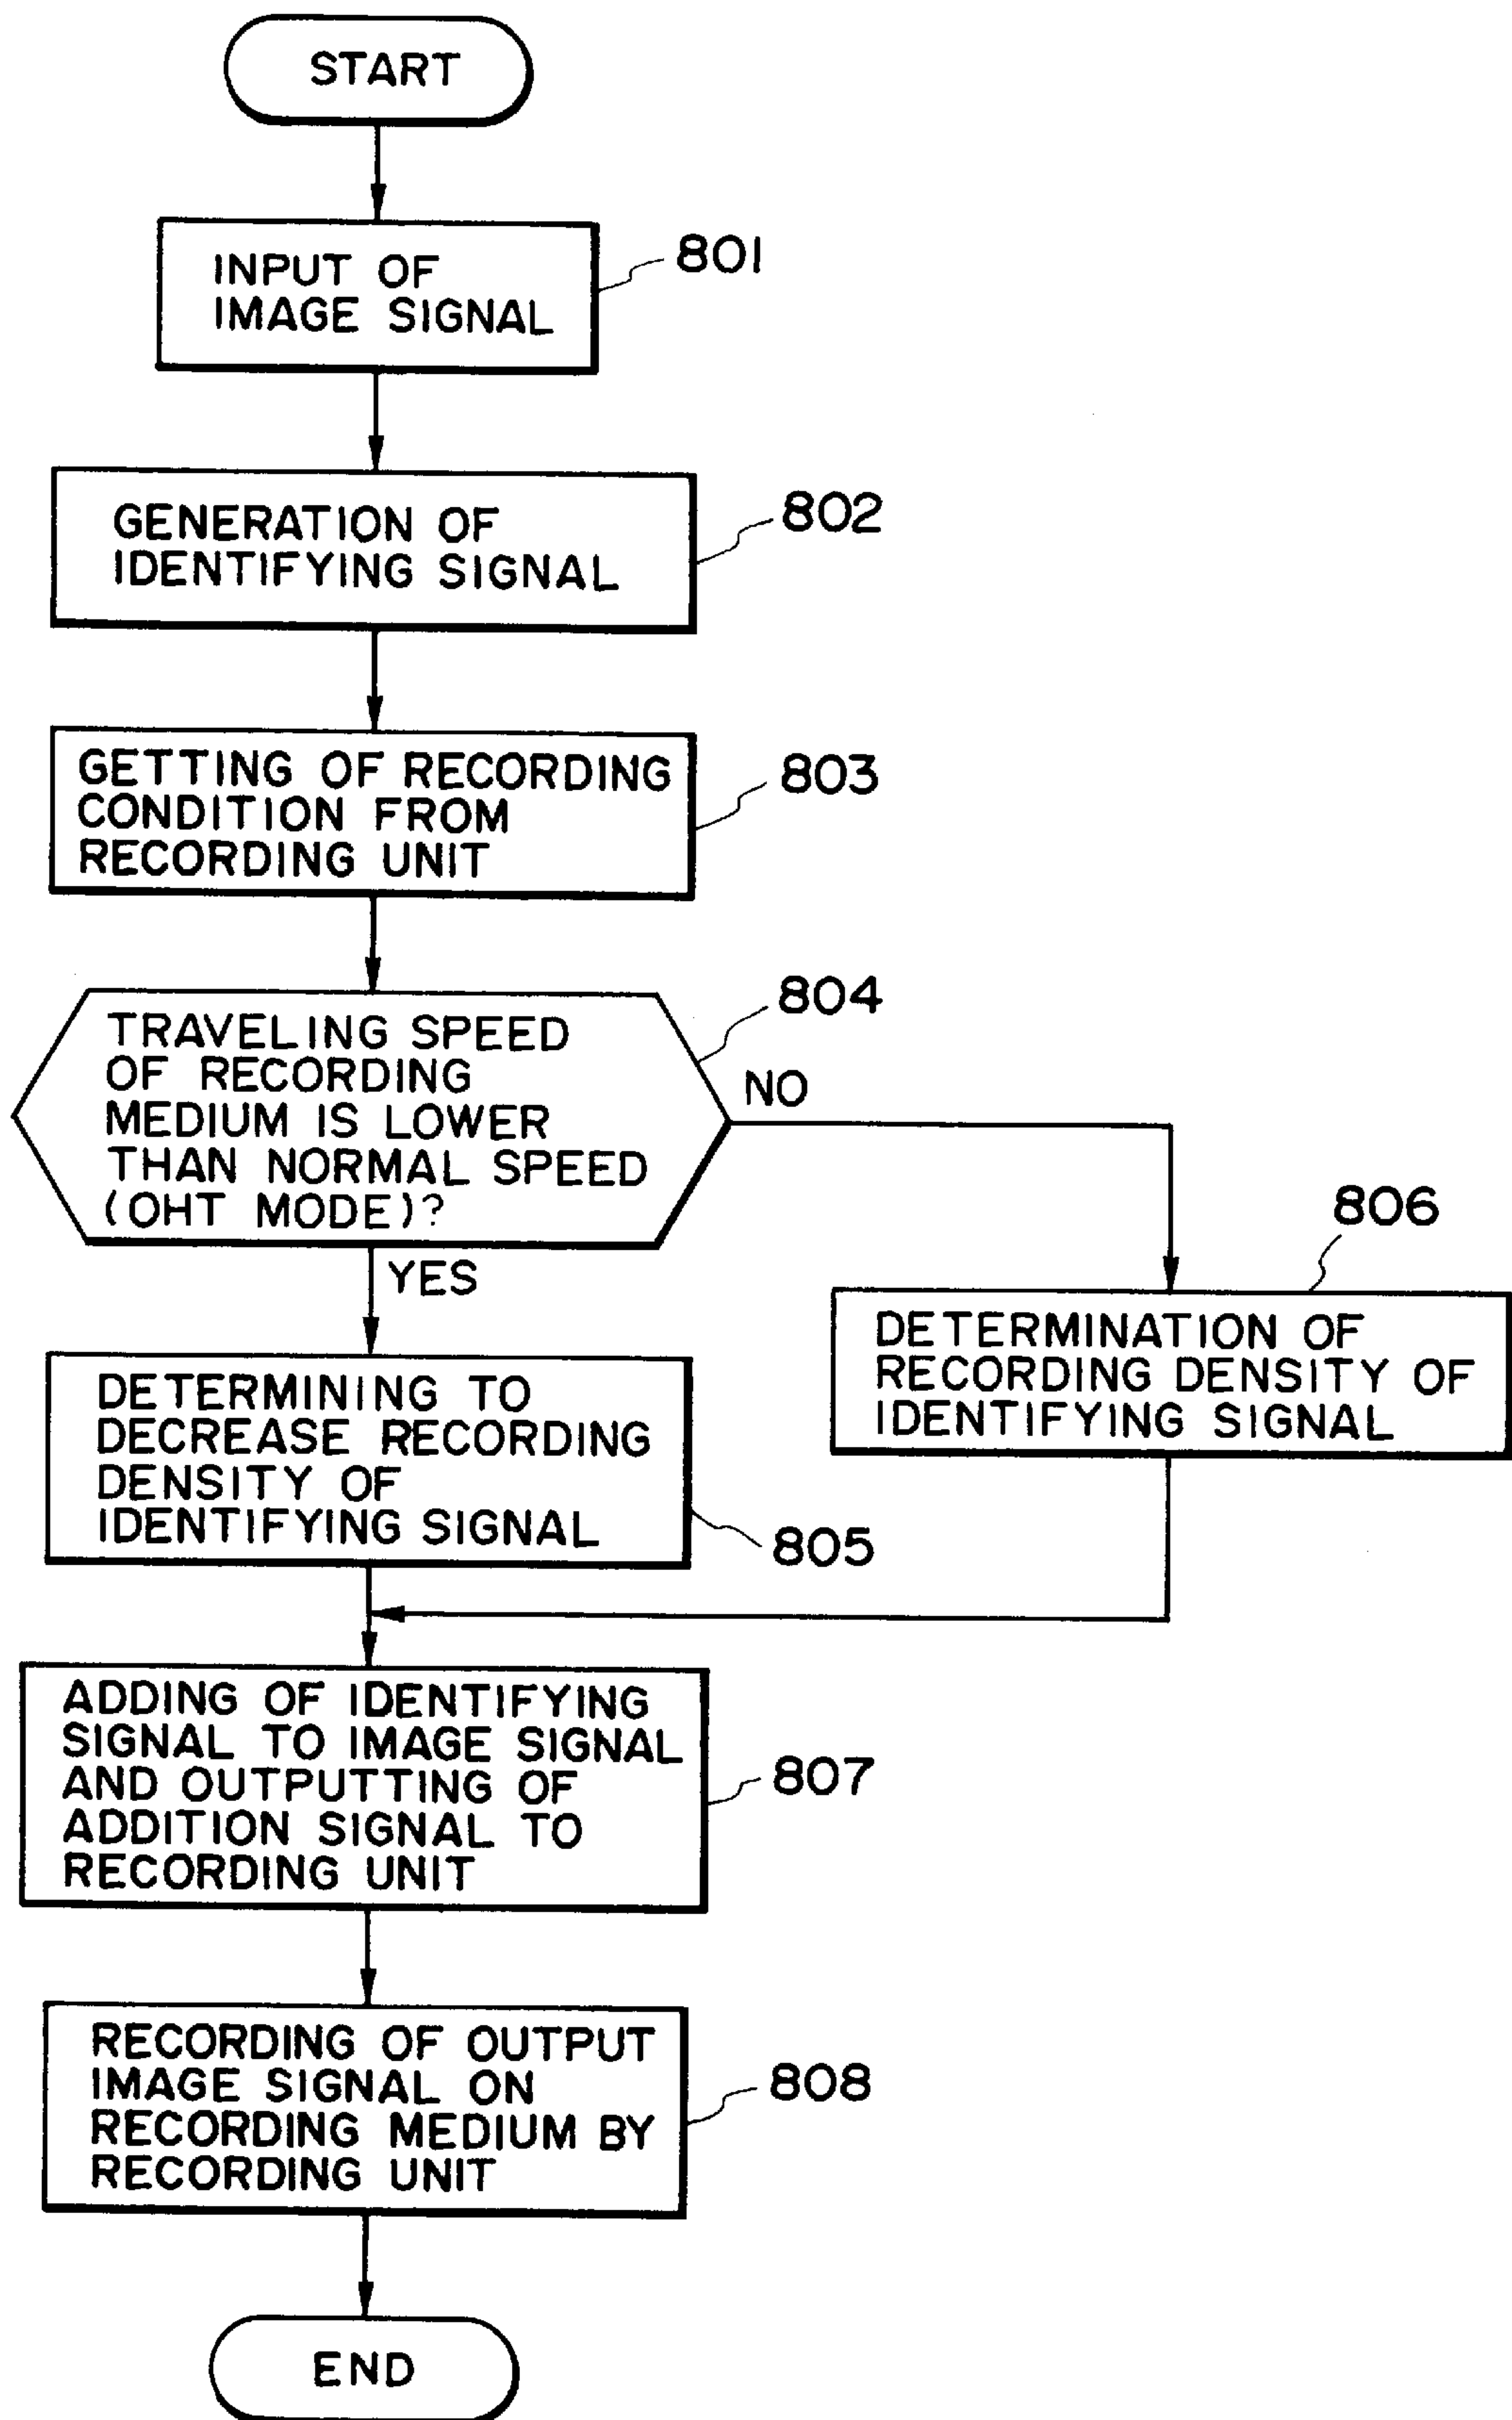 START
INPUT OF
IMAGE SIGNAL
801
GENERATION OF
IDENTIFYING SIGNAL
802
GETTING OF RECORDING
CONDITION FROM
RECORDING UNIT
803
TRAVELING SPEED
OF RECORDING
MEDIUM IS LOWER
THAN NORMAL SPEED
(OHT MODE)?
804
NO
YES
DETERMINING TO
DECREASE RECORDING
DENSITY OF
IDENTIFYING SIGNAL
805
806
DETERMINATION OF
RECORDING DENSITY OF
IDENTIFYING SIGNAL
ADDING OF IDENTIFYING
SIGNAL TO IMAGE SIGNAL
AND OUTPUTTING OF
ADDITION SIGNAL TO
RECORDING UNIT
807
RECORDING OF OUTPUT
IMAGE SIGNAL ON
RECORDING MEDIUM BY
RECORDING UNIT
808
END